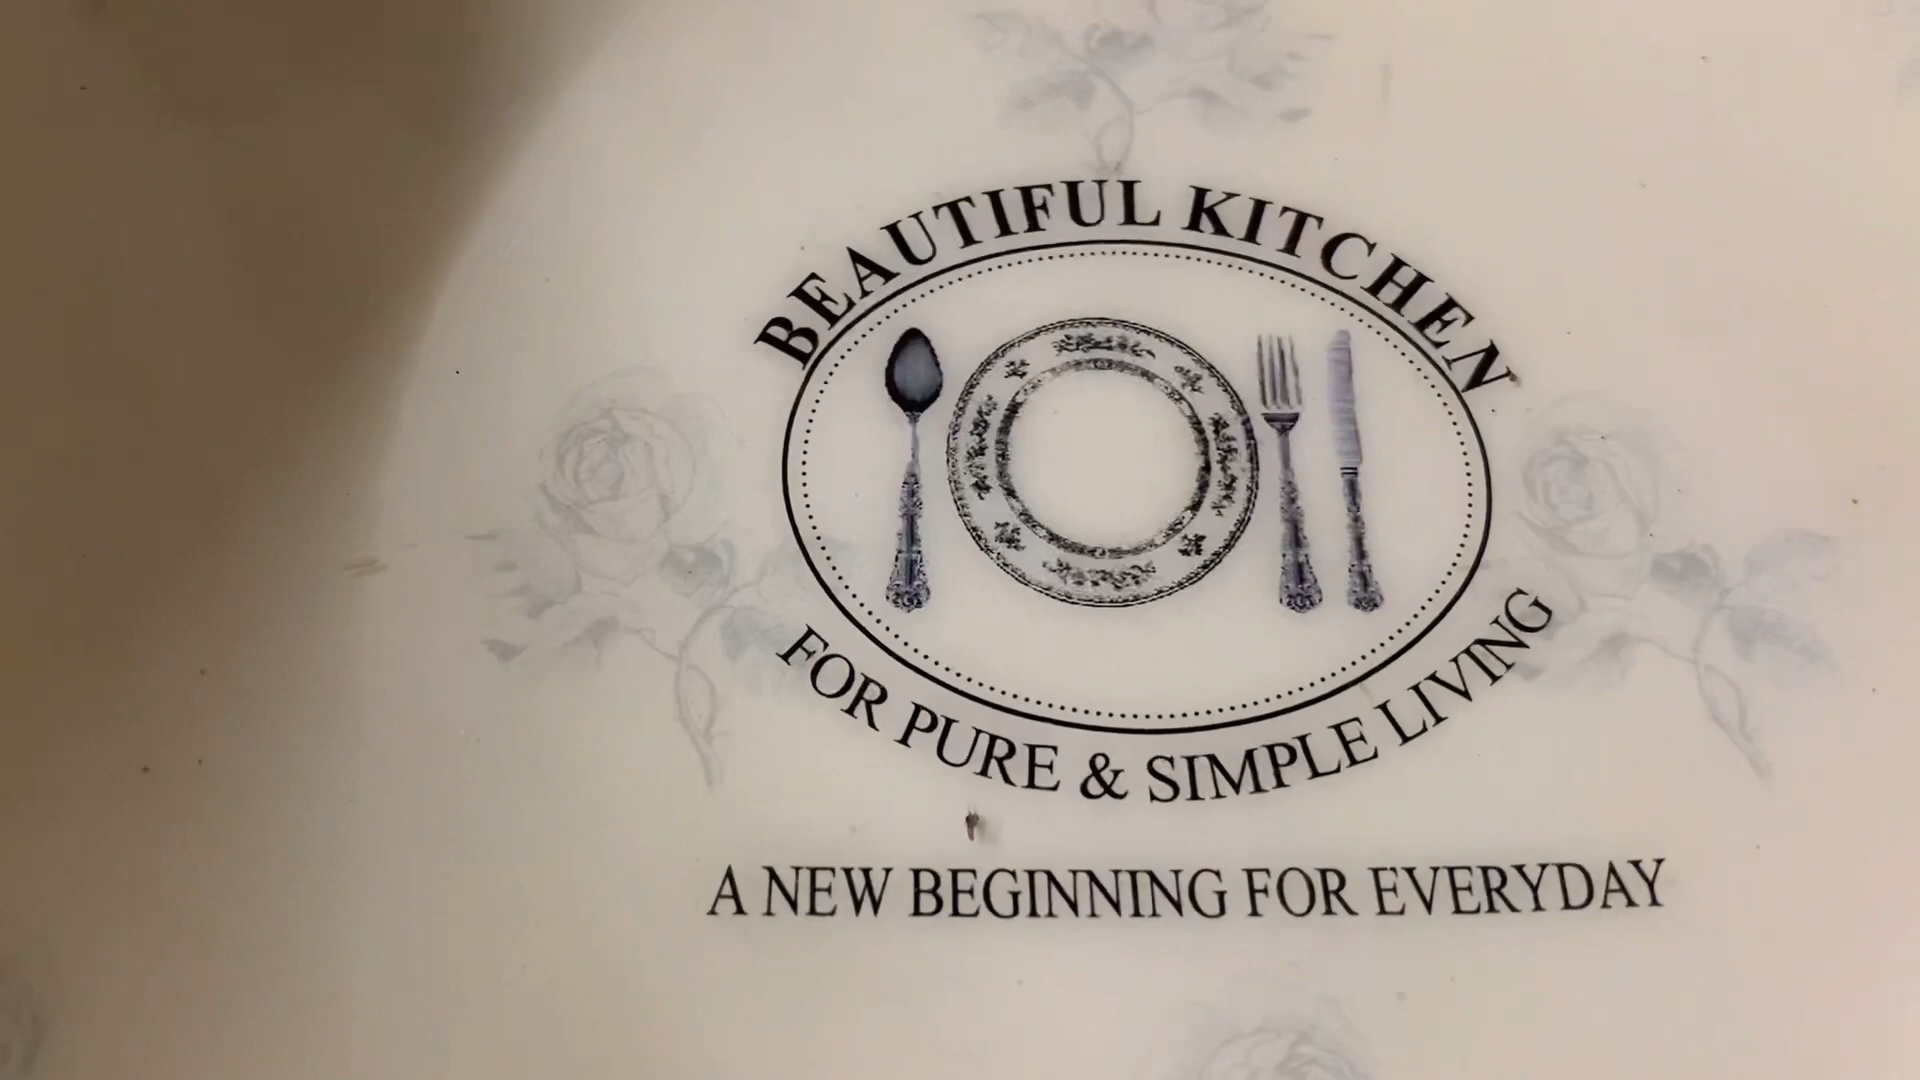 BEAUTIFUL KITCHEN
FOR PURE & SIMPLE LIVING
A NEW BEGINNING FOR EVERYDAY